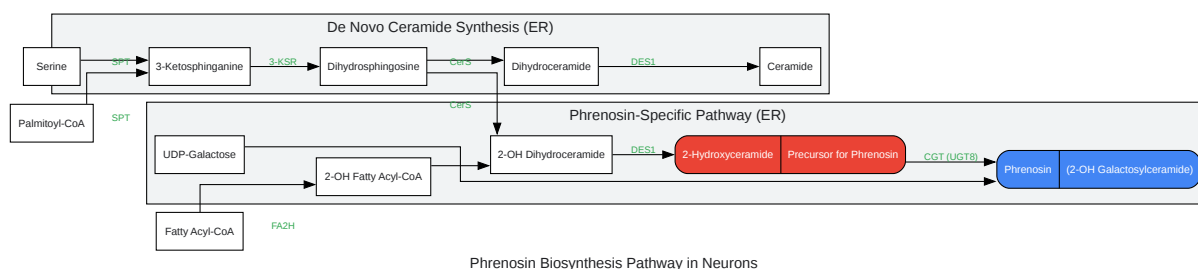 De Novo Ceramide Synthesis (ER)
Serine
SPT
3-Ketosphinganine
3-KSR
Dihydrosphingosine
CerS
Dihydroceramide
DES1
Ceramide
Palmitoyl-CoA
SPT
CerS
Phrenosin-Specific Pathway (ER)
UDP-Galactose
2-OH Dihydroceramide
DES1
2-Hydroxyceramide
Precursor for Phrenosin
CGT (UGT8)
Phrenosin
(2-OH Galactosylceramide)
2-OH Fatty Acyl-CoA
Fatty Acyl-CoA
FA2H
Phrenosin Biosynthesis Pathway in Neurons